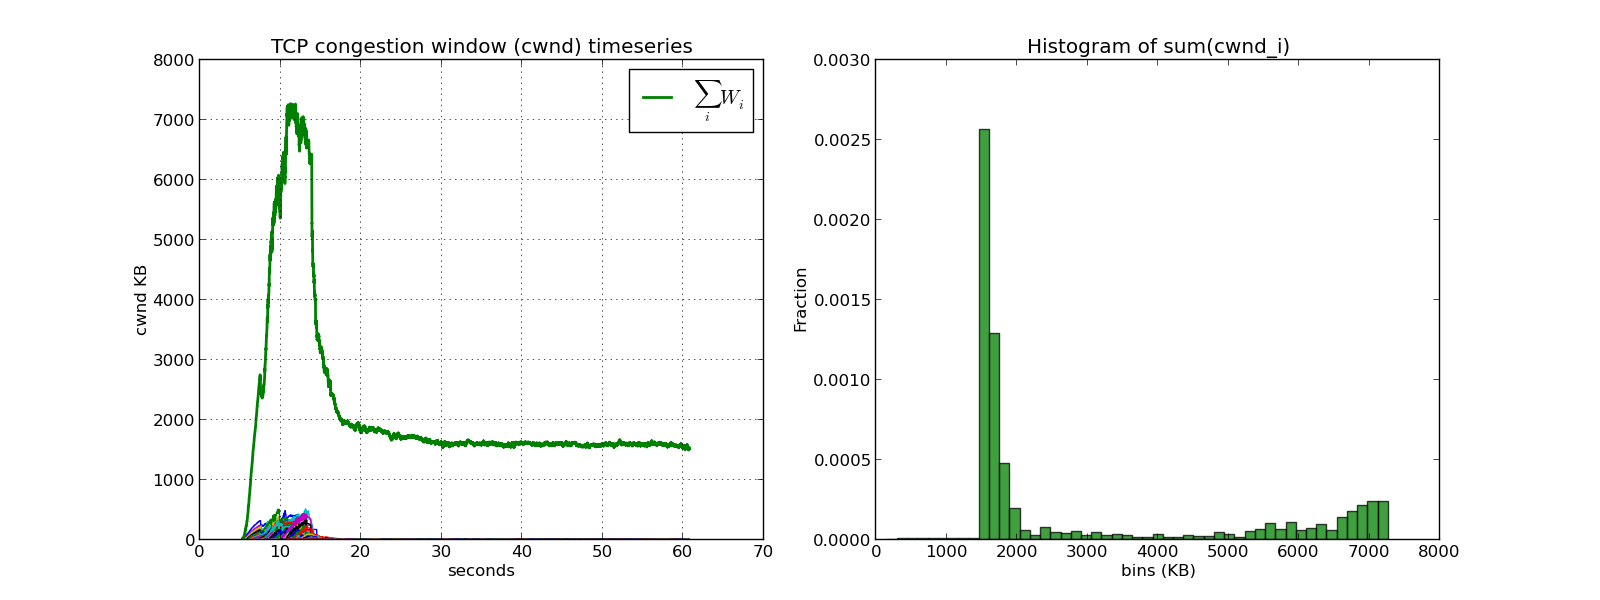 TCP congestion window (cwnd) timeseries
8000
7000
6000
5000
4000
3000
2000
1000
0
cwnd KB
∑ W_i
i
0 10 20 30 40 50 60 70
seconds
Histogram of sum(cwnd_i)
0.0030
0.0025
0.0020
0.0015
0.0010
0.0005
0.0000
Fraction
0 1000 2000 3000 4000 5000 6000 7000 8000
bins (KB)